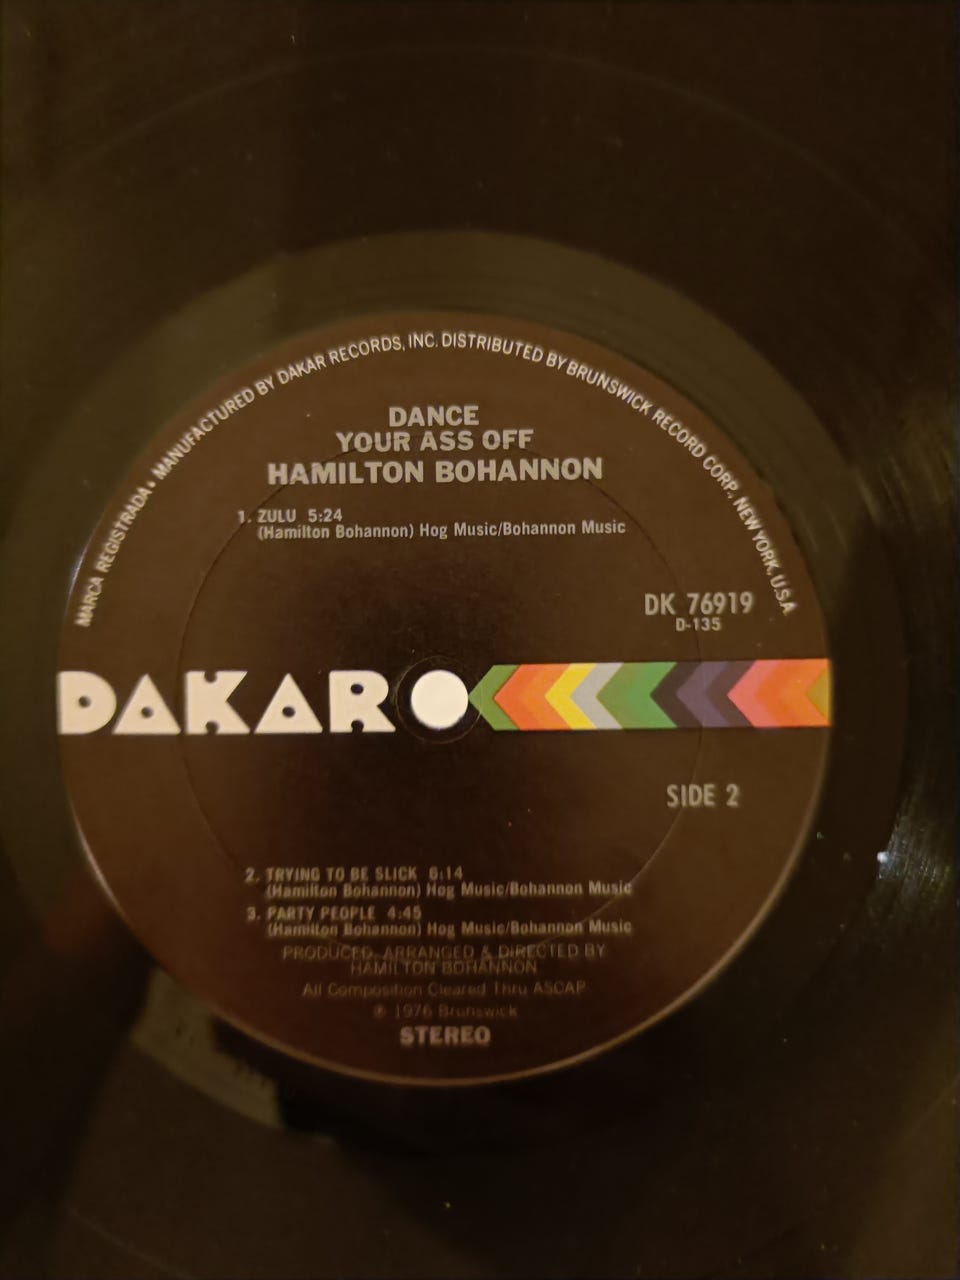 MARCA REGISTRADA • MANUFACTURED BY DAKAR RECORDS, INC. DISTRIBUTED BY BRUNSWICK RECORD CORP., NEW YORK, U.S.A.
DANCE
YOUR ASS OFF
HAMILTON BOHANNON
1. ZULU 5:24
(Hamilton Bohannon) Hog Music/Bohannon Music
DK 76919
D-135
DAKAR
SIDE 2
2. TRYING TO BE SLICK 6:14
(Hamilton Bohannon) Hog Music/Bohannon Music
3. PARTY PEOPLE 4:45
(Hamilton Bohannon) Hog Music/Bohannon Music
PRODUCED, ARRANGED & DIRECTED BY
HAMILTON BOHANNON
All Composition Cleared Thru ASCAP
℗ 1976 Brunswick
STEREO